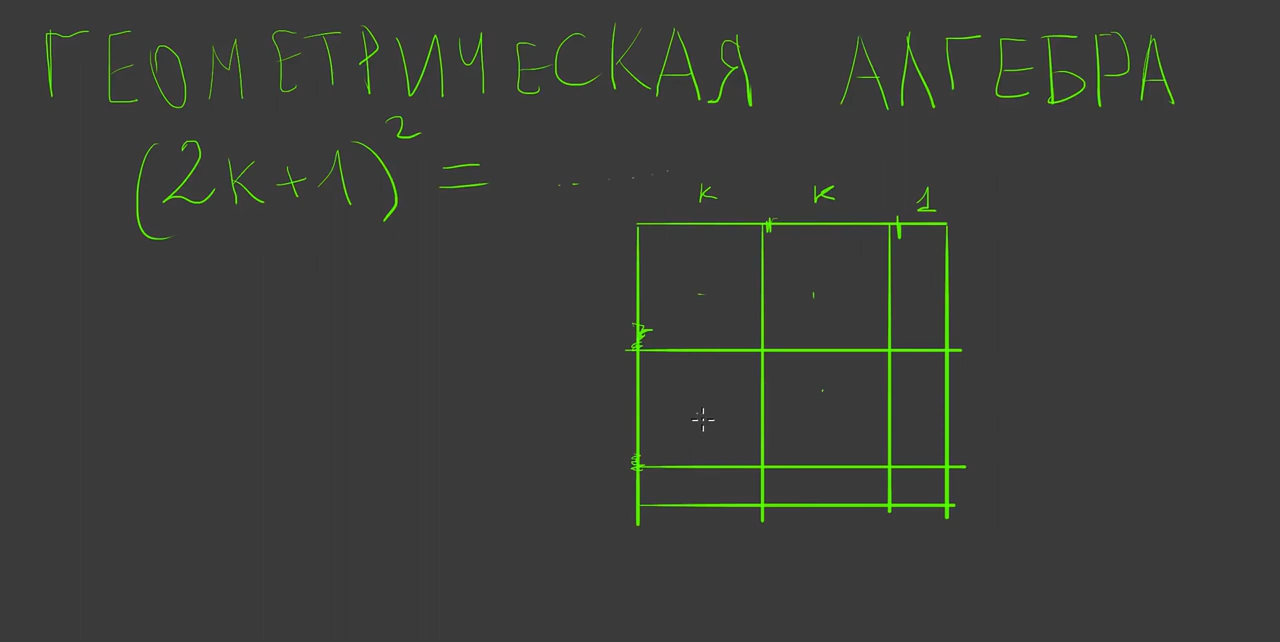 ГЕОМЕТРИЧЕСКАЯ АЛГЕБРА
(2к+1)² = ......
к к 1